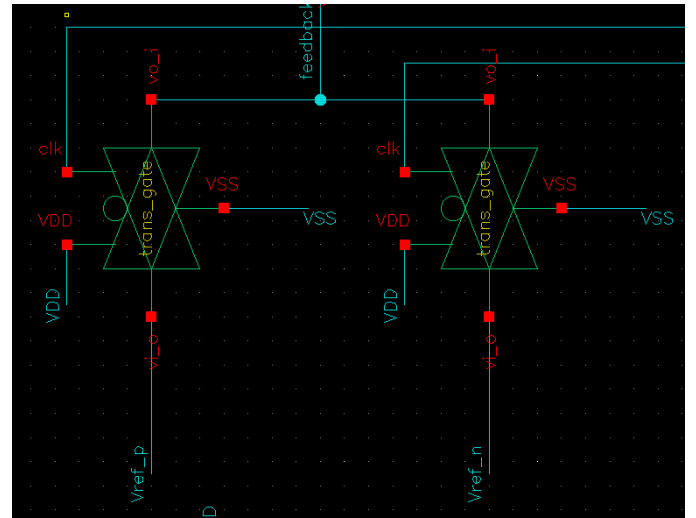 feedback
vo_i
vo_i
clk
clk
trans_gate
trans_gate
VSS
VSS
VDD
VDD
VSS
VSS
VDD
VDD
vi_o
vi_o
Vref_p
Vref_n
D